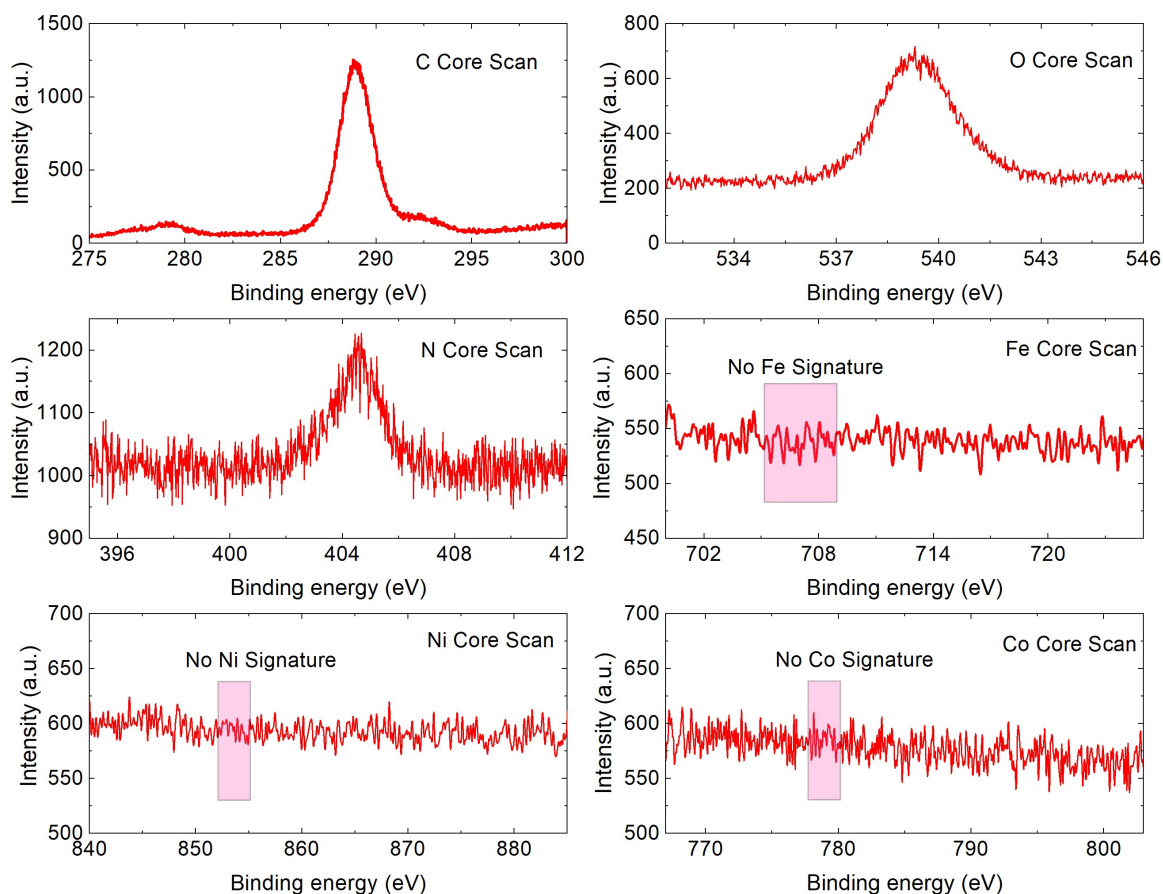 1500
1000
500
0
275 280 285 290 295 300
Intensity (a.u.)
Binding energy (eV)
C Core Scan
800
600
400
200
0
534 537 540 543 546
Intensity (a.u.)
Binding energy (eV)
O Core Scan
1200
1100
1000
900
396 400 404 408 412
Intensity (a.u.)
Binding energy (eV)
N Core Scan
650
600
550
500
450
702 708 714 720
Intensity (a.u.)
Binding energy (eV)
Fe Core Scan
No Fe Signature
700
650
600
550
500
840 850 860 870 880
Intensity (a.u.)
Binding energy (eV)
Ni Core Scan
No Ni Signature
700
650
600
550
500
770 780 790 800
Intensity (a.u.)
Binding energy (eV)
Co Core Scan
No Co Signature